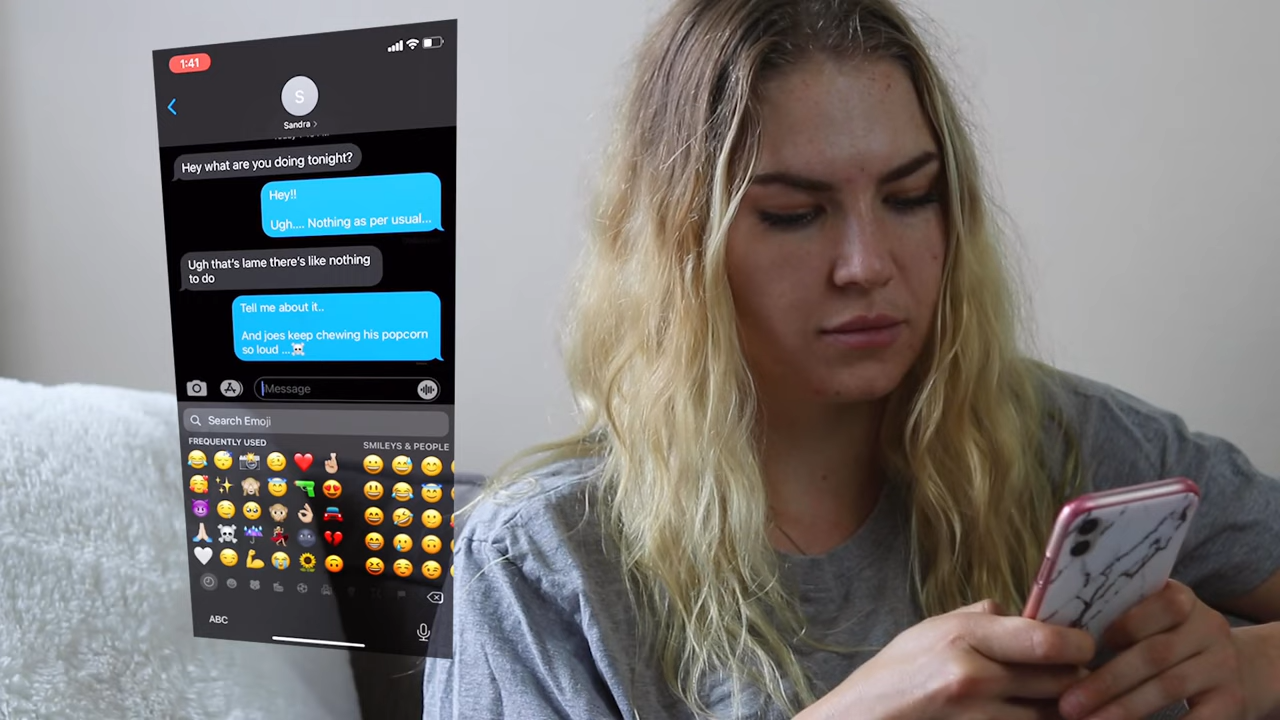 1:41
S
Sandra
Hey what are you doing tonight?
Hey!!
Ugh.... Nothing as per usual...
Ugh that's lame there's like nothing
to do
Tell me about it..
And joes keep chewing his popcorn
so loud ...☠️
Message
Search Emoji
FREQUENTLY USED
SMILEYS & PEOPLE
ABC